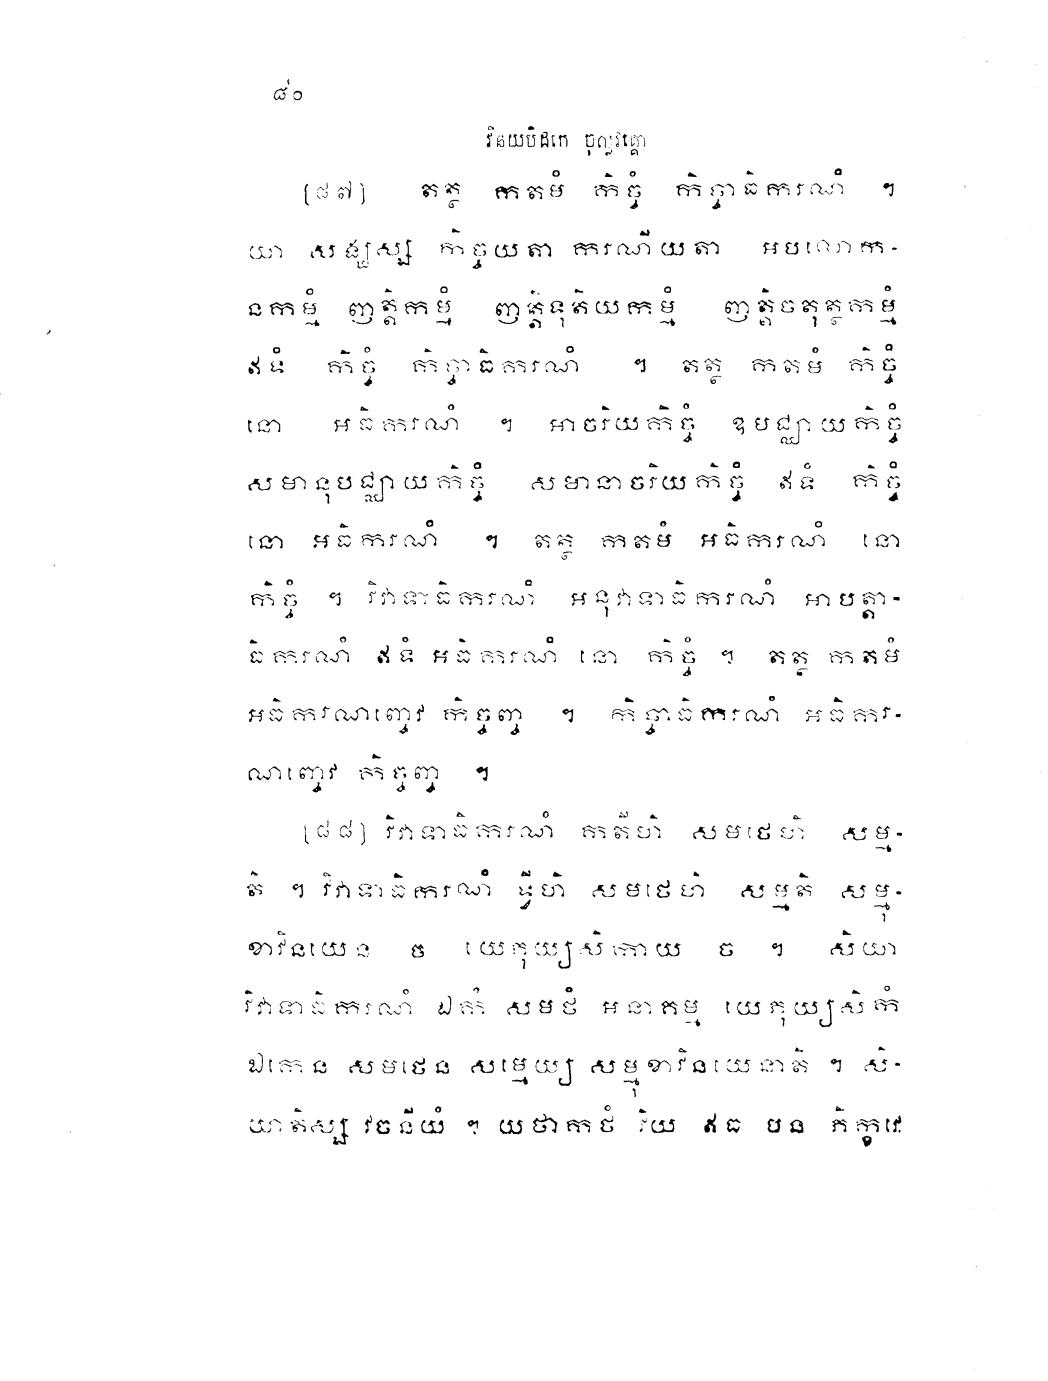 ៨០
វិនយបិដកេ ចុល្លវគ្គោ
[៨៧] តត្ថ កតមំ កិច្ចំ កិច្ចាធិករណំ ។
យា សង្ឃស្ស កិច្ចយតា ករណីយតា អបលោក-
នកម្មំ ញត្តិកម្មំ ញត្តិទុតិយកម្មំ ញត្តិចតុត្ថកម្មំ
ឥទំ កិច្ចំ កិច្ចាធិករណំ ។ តត្ថ កតមំ កិច្ចំ
នោ អធិករណំ ។ អាចរិយកិច្ចំ ឧបជ្ឈាយកិច្ចំ
សមានុបជ្ឈាយកិច្ចំ សមានាចរិយកិច្ចំ ឥទំ កិច្ចំ
នោ អធិករណំ ។ តត្ថ កតមំ អធិករណំ នោ
កិច្ចំ ។ វិវាទាធិករណំ អនុវាទាធិករណំ អាបត្តា-
ធិករណំ ឥទំ អធិករណំ នោ កិច្ចំ ។ តត្ថ កតមំ
អធិករណញ្ចេវ កិច្ចញ្ច ។ កិច្ចាធិករណំ អធិករ-
ណញ្ចេវ កិច្ចញ្ច ។
[៨៨] វិវាទាធិករណំ កតីហិ សមថេហិ សម្ម-
តិ ។ វិវាទាធិករណំ ទ្វីហិ សមថេហិ សម្មតិ សម្មុ-
ខាវិនយេន ច យេភុយ្យសិកាយ ច ។ សិយា
វិវាទាធិករណំ ឯកំ សមថំ អនាគម្ម យេភុយ្យសិកំ
ឯកេន សមថេន សម្មេយ្យ សម្មុខាវិនយេនាតិ ។ សិ-
យាតិស្ស វចនីយំ ។ យថាកថំ វិយ ឥធ បន ភិក្ខវេ